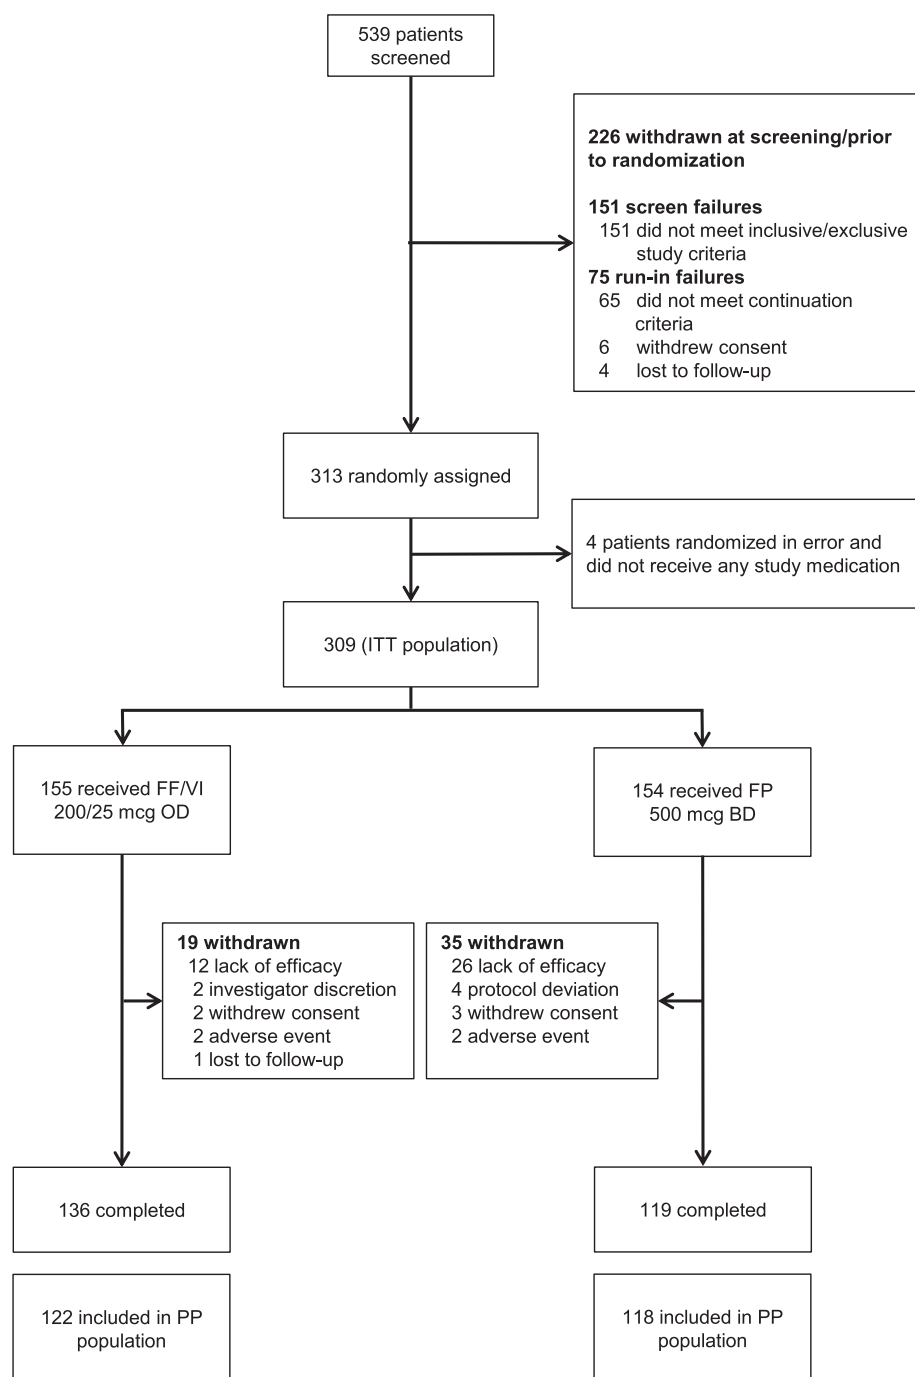 539 patients
screened
226 withdrawn at screening/prior
to randomization
151 screen failures
151 did not meet inclusive/exclusive
study criteria
75 run-in failures
65 did not meet continuation
criteria
6 withdrew consent
4 lost to follow-up
313 randomly assigned
4 patients randomized in error and
did not receive any study medication
309 (ITT population)
155 received FF/VI
200/25 mcg OD
154 received FP
500 mcg BD
19 withdrawn
12 lack of efficacy
2 investigator discretion
2 withdrew consent
2 adverse event
1 lost to follow-up
35 withdrawn
26 lack of efficacy
4 protocol deviation
3 withdrew consent
2 adverse event
136 completed
119 completed
122 included in PP
population
118 included in PP
population